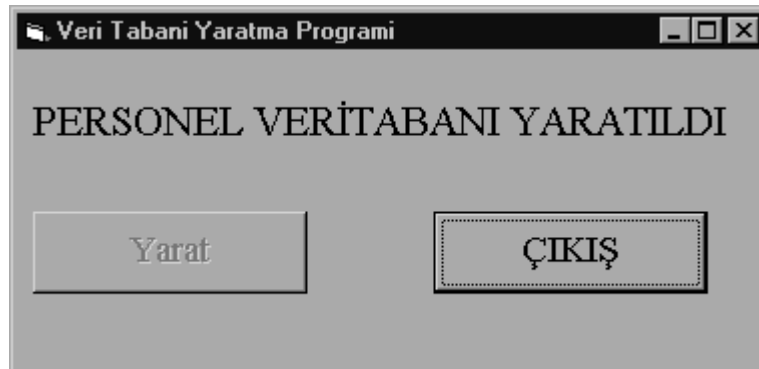 Veri Tabani Yaratma Programi
PERSONEL VERİTABANI YARATILDI
Yarat
ÇIKIŞ